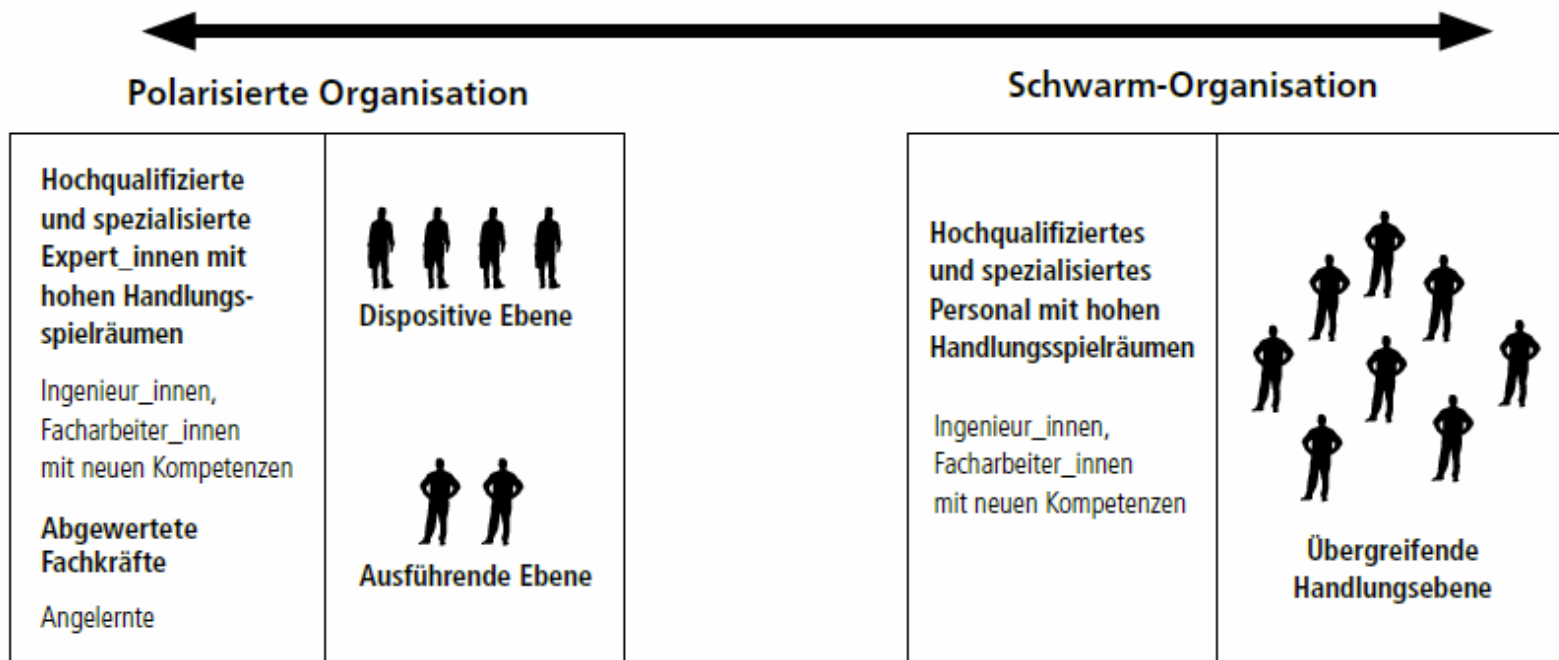 Polarisierte Organisation
Hochqualifizierte
und spezialisierte
Expert_innen mit
hohen Handlungs-
spielräumen
Ingenieur_innen,
Facharbeiter_innen
mit neuen Kompetenzen
Abgewertete
Fachkräfte
Angelernte
Dispositive Ebene
Ausführende Ebene
Schwarm-Organisation
Hochqualifiziertes
und spezialisiertes
Personal mit hohen
Handlungsspielräumen
Ingenieur_innen,
Facharbeiter_innen
mit neuen Kompetenzen
Übergreifende
Handlungsebene